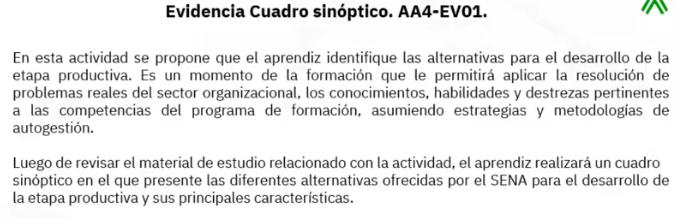 Evidencia Cuadro sinóptico. AA4-EV01.
En esta actividad se propone que el aprendiz identifique las alternativas para el desarrollo de la
etapa productiva. Es un momento de la formación que le permitirá aplicar la resolución de
problemas reales del sector organizacional, los conocimientos, habilidades y destrezas pertinentes
a las competencias del programa de formación, asumiendo estrategias y metodologías de
autogestión.
Luego de revisar el material de estudio relacionado con la actividad, el aprendiz realizará un cuadro
sinóptico en el que presente las diferentes alternativas ofrecidas por el SENA para el desarrollo de
la etapa productiva y sus principales características.